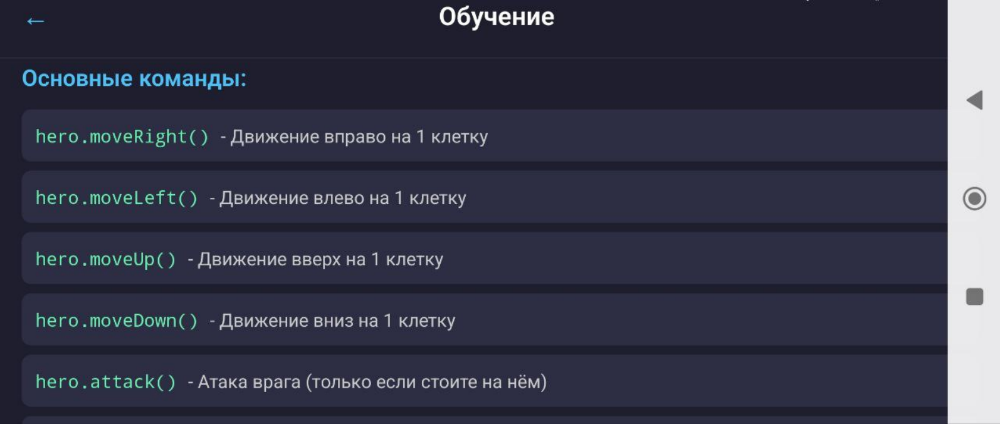 ←
Обучение
Основные команды:
hero.moveRight() - Движение вправо на 1 клетку
hero.moveLeft() - Движение влево на 1 клетку
hero.moveUp() - Движение вверх на 1 клетку
hero.moveDown() - Движение вниз на 1 клетку
hero.attack() - Атака врага (только если стоите на нём)